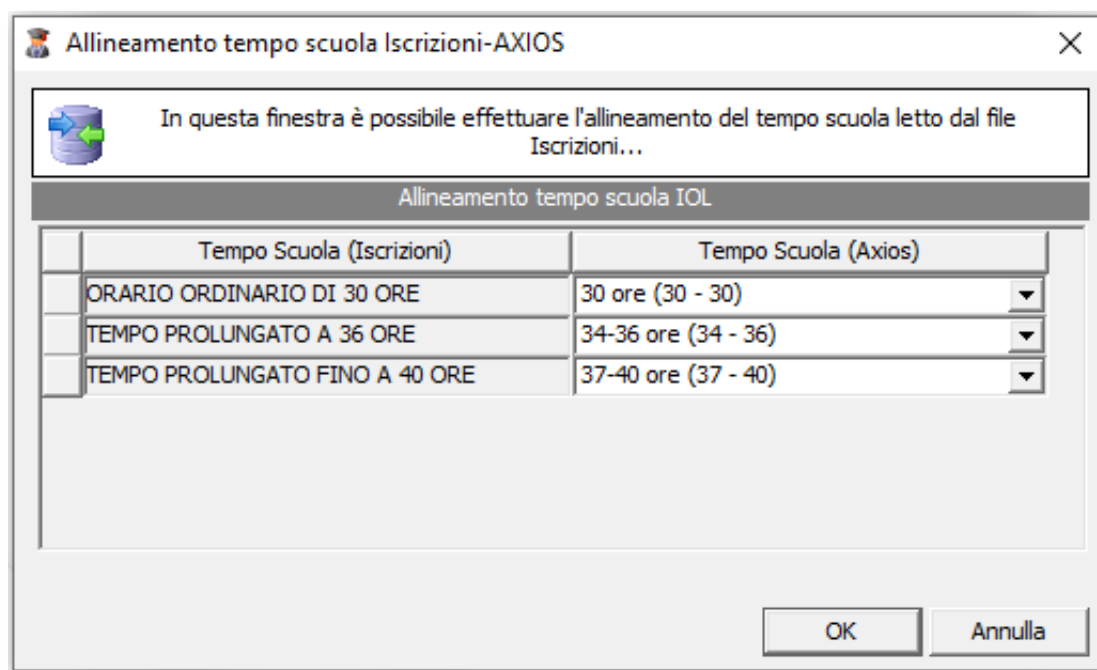 Allineamento tempo scuola Iscrizioni-AXIOS
In questa finestra è possibile effettuare l'allineamento del tempo scuola letto dal file
Iscrizioni...
Allineamento tempo scuola IOL
Tempo Scuola (Iscrizioni) Tempo Scuola (Axios)
ORARIO ORDINARIO DI 30 ORE 30 ore (30 - 30)
TEMPO PROLUNGATO A 36 ORE 34-36 ore (34 - 36)
TEMPO PROLUNGATO FINO A 40 ORE 37-40 ore (37 - 40)
OK Annulla